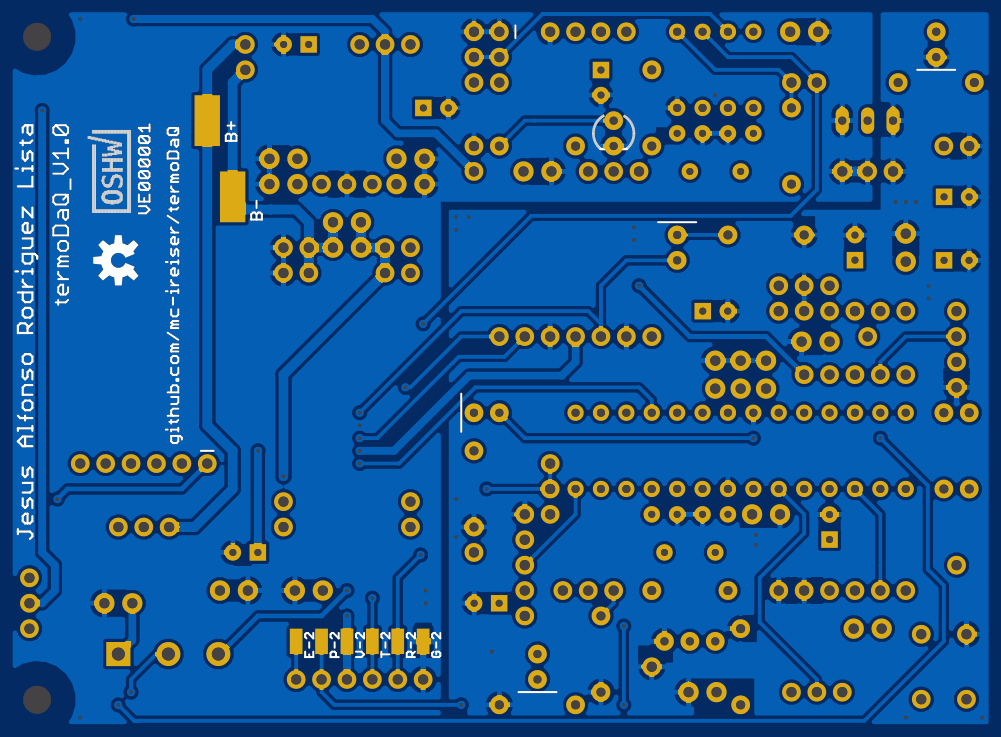 Jesus Alfonso Rodriguez Lista
termoDaQ_V1.0
OSHW
VE000001
github.com/mc-ireiser/termoDaQ
B+
B-
E-2
P-2
V-2
T-2
R-2
G-2